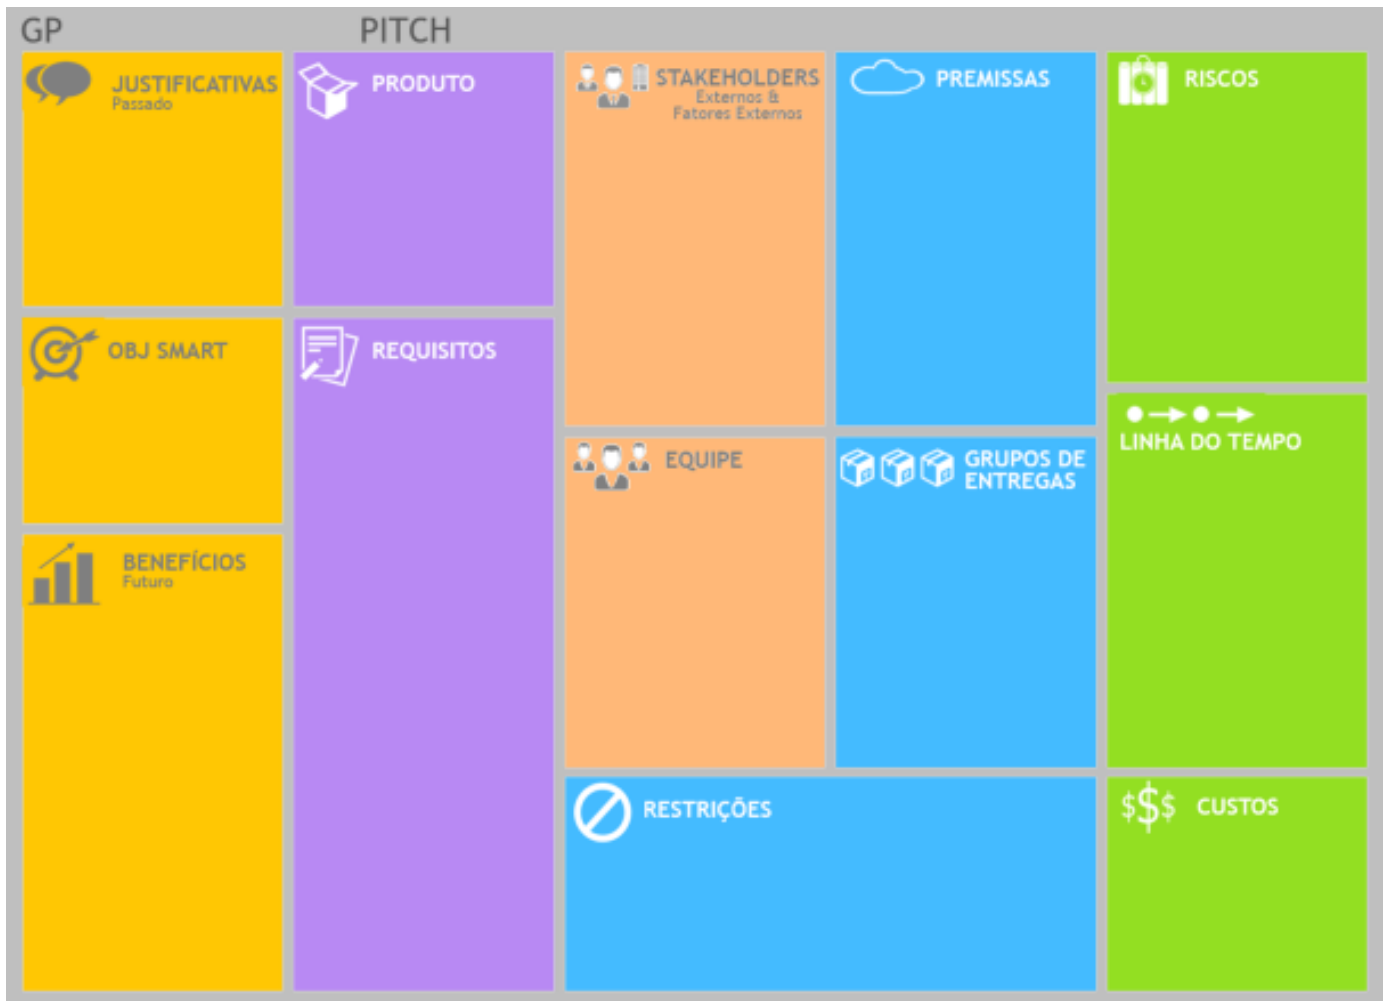 GP
PITCH
JUSTIFICATIVAS
Passado
OBJ SMART
BENEFÍCIOS
Futuro
PRODUTO
REQUISITOS
STAKEHOLDERS
Externos &
Fatores Externos
EQUIPE
PREMISSAS
GRUPOS DE
ENTREGAS
RESTRIÇÕES
RISCOS
LINHA DO TEMPO
$$$ CUSTOS